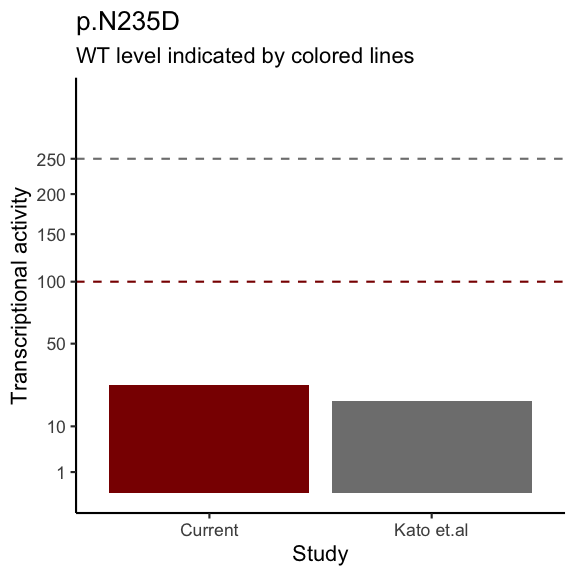 p.N235D
WT level indicated by colored lines
Transcriptional activity
250
200
150
100
50
10
1
Current
Kato et.al
Study